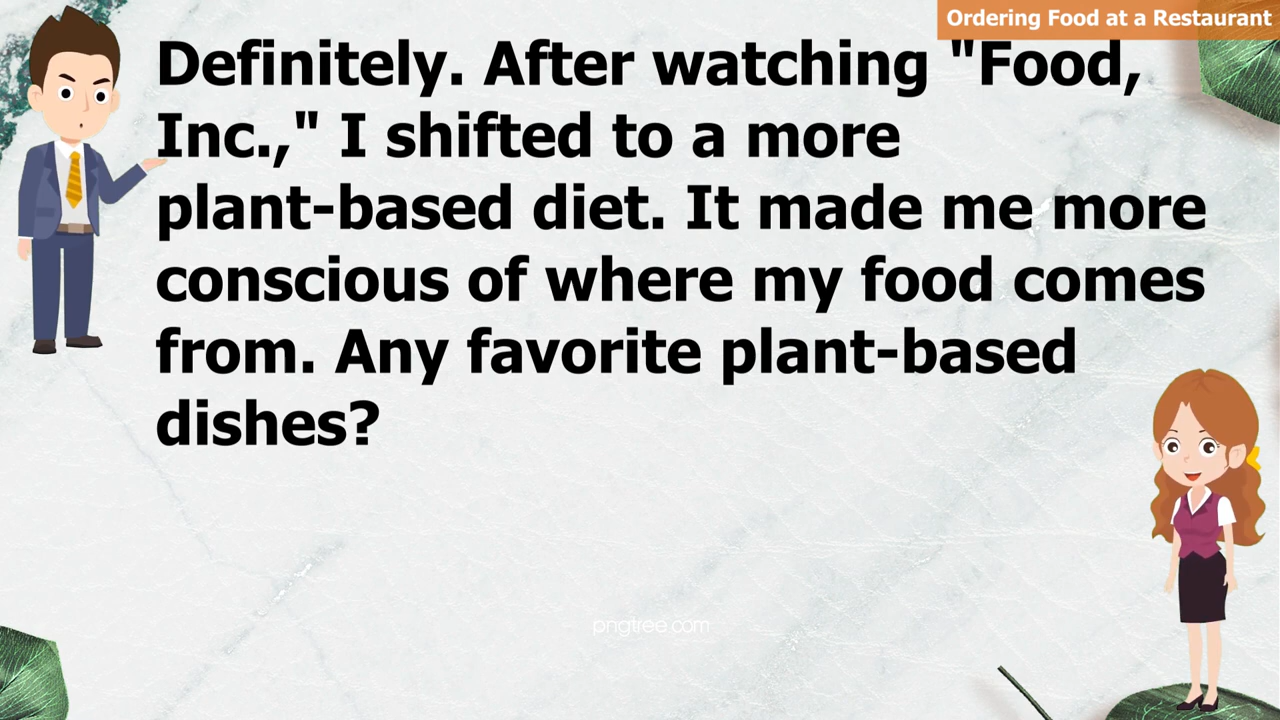 Ordering Food at a Restaurant
Definitely. After watching "Food,
Inc.," I shifted to a more
plant-based diet. It made me more
conscious of where my food comes
from. Any favorite plant-based
dishes?
pngtree.com